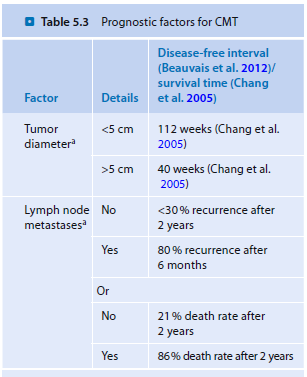 Table 5.3 Prognostic factors for CMT
Factor
Details
Disease-free interval
(Beauvais et al. 2012)/
survival time (Chang
et al. 2005)
Tumor
diameterª
<5 cm
112 weeks (Chang et al.
2005)
>5 cm
40 weeks (Chang et al.
2005)
Lymph node
metastasesª
No
<30% recurrence after
2 years
Yes
80% recurrence after
6 months
Or
No
21% death rate after
2 years
Yes
86% death rate after 2 years